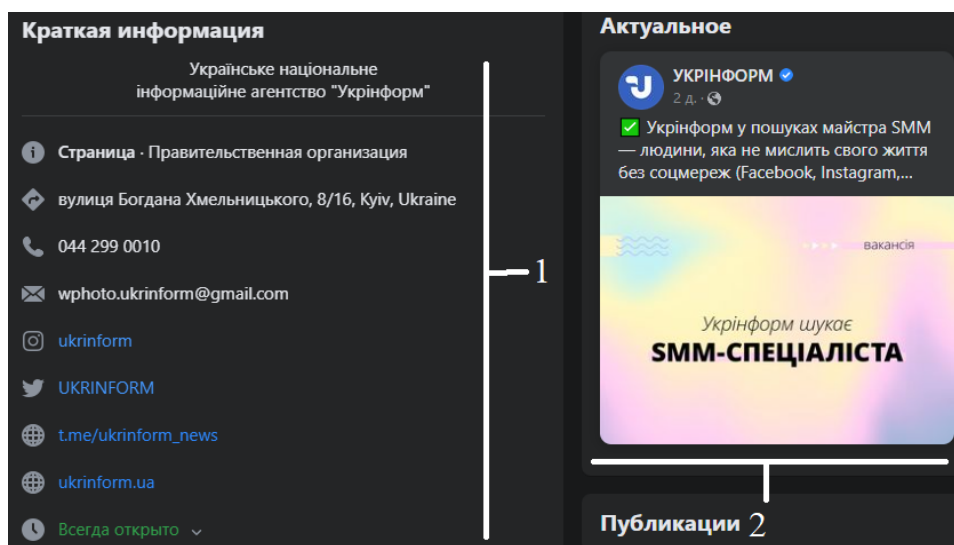 Краткая информация
Українське національне
інформаційне агентство "Укрінформ"
Страница · Правительственная организация
вулиця Богдана Хмельницького, 8/16, Kyiv, Ukraine
044 299 0010
wphoto.ukrinform@gmail.com
ukrinform
UKRINFORM
t.me/ukrinform_news
ukrinform.ua
Всегда открыто
1
Актуальное
УКРІНФОРМ
2 д. ·
Укрінформ у пошуках майстра SMM
— людини, яка не мислить свого життя
без соцмереж (Facebook, Instagram,...
вакансія
Укрінформ шукає
SMM-СПЕЦІАЛІСТА
2
Публикации